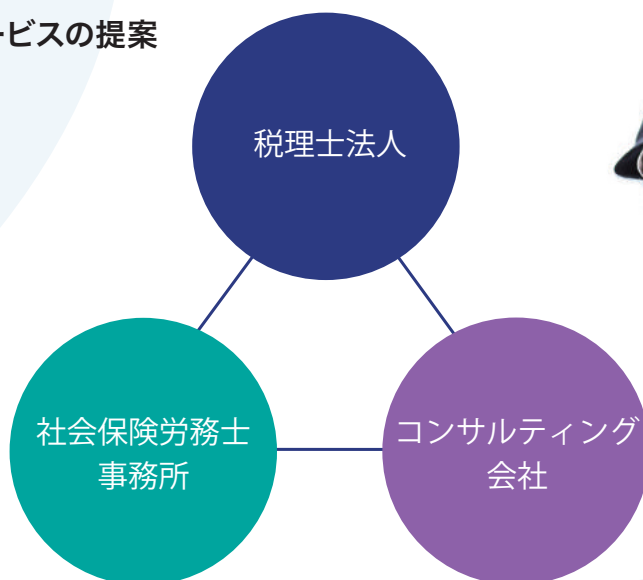 ービスの提案
税理士法人
社会保険労務士
事務所
コンサルティング
会社